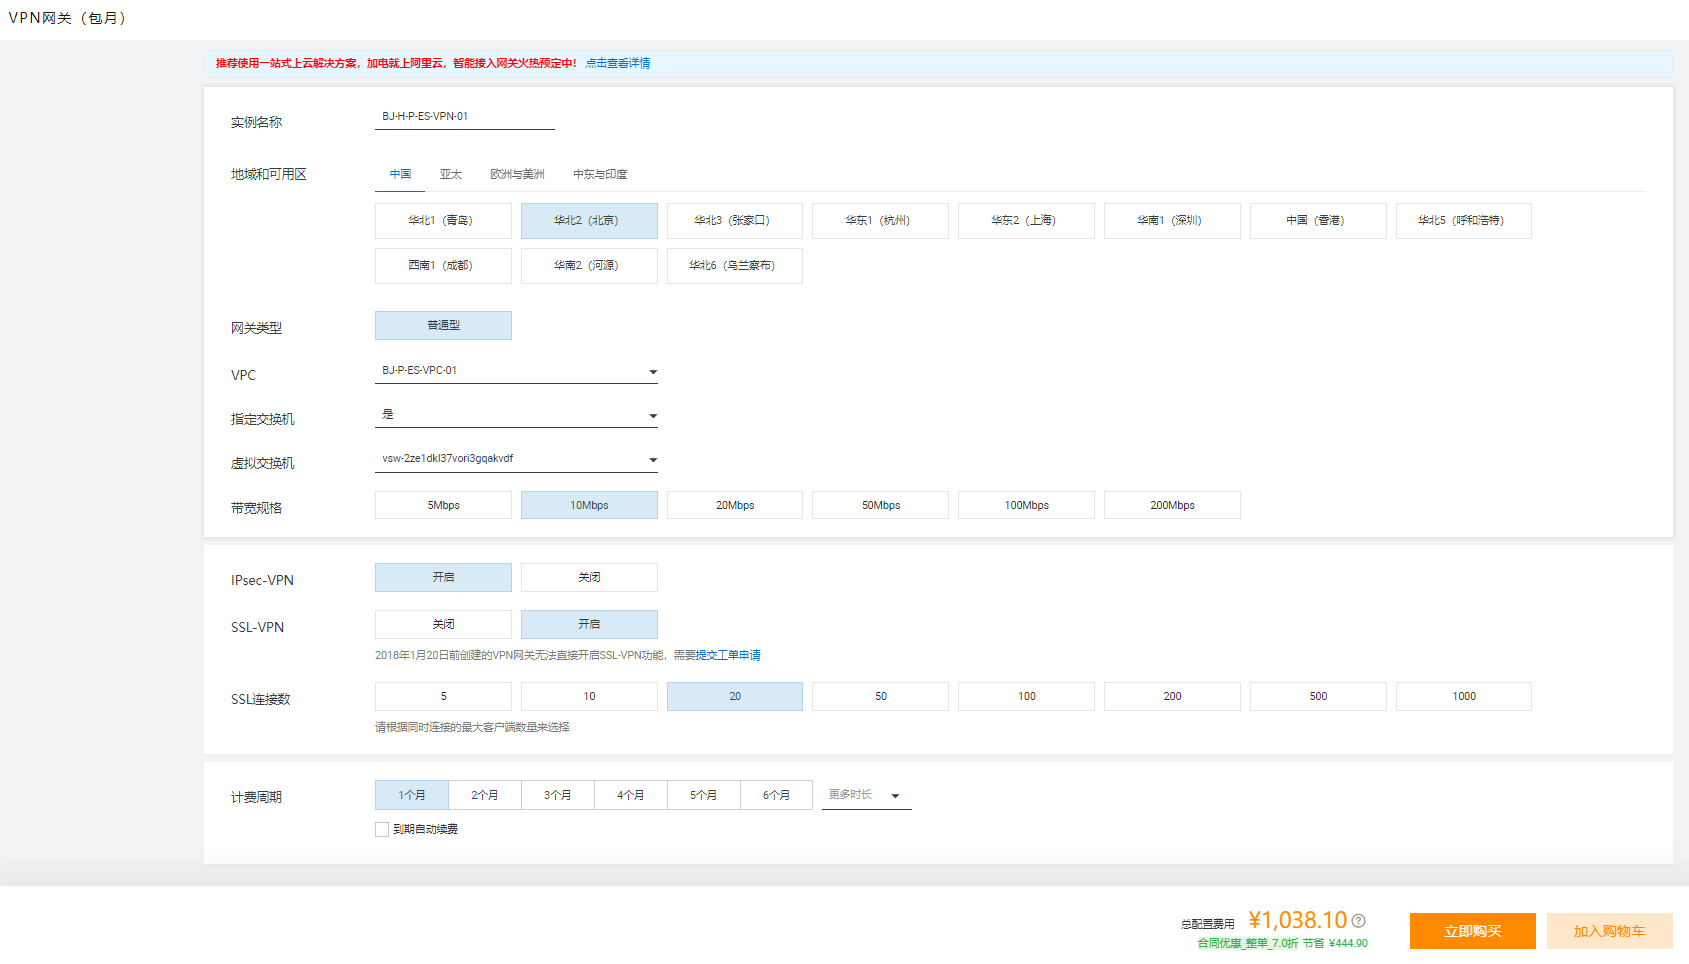 VPN网关（包月）
推荐使用一站式上云解决方案，加电就上阿里云，智能接入网关火热预定中！ 点击查看详情
实例名称 BJ-H-P-ES-VPN-01
地域和可用区 中国 亚太 欧洲与美洲 中东与印度
华北1（青岛） 华北2（北京） 华北3（张家口） 华东1（杭州） 华东2（上海） 华南1（深圳） 中国（香港） 华北5（呼和浩特）
西南1（成都） 华南2（河源） 华北6（乌兰察布）
网关类型 普通型
VPC BJ-P-ES-VPC-01
指定交换机 是
虚拟交换机 vsw-2ze1dkl37vori3gqakvdf
带宽规格 5Mbps 10Mbps 20Mbps 50Mbps 100Mbps 200Mbps
IPsec-VPN 开启 关闭
SSL-VPN 关闭 开启
2018年1月20日前创建的VPN网关无法直接开启SSL-VPN功能，需要提交工单申请
SSL连接数 5 10 20 50 100 200 500 1000
请根据同时连接的最大客户端数量来选择
计费周期 1个月 2个月 3个月 4个月 5个月 6个月 更多时长
到期自动续费
总配置费用 ¥1,038.10 ?
合同优惠_整单_7.0折 节省 ¥444.90
立即购买 加入购物车